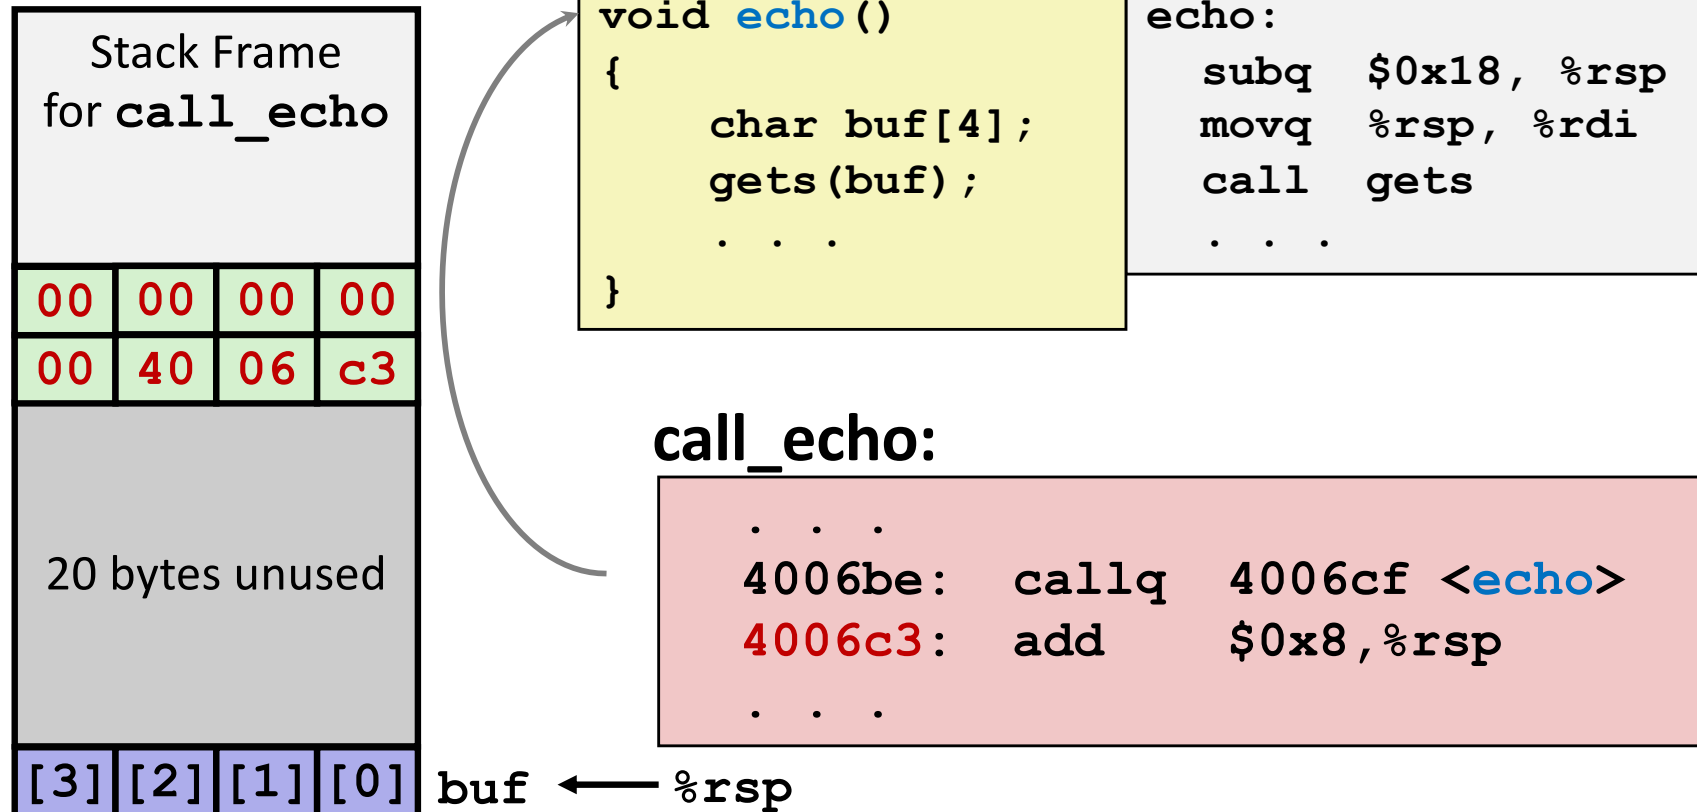 Stack Frame
for call_echo
00 00 00 00
00 40 06 c3
20 bytes unused
[3] [2] [1] [0] buf %rsp
void echo()
{
char buf[4];
gets(buf);
. . .
}
echo:
subq $0x18, %rsp
movq %rsp, %rdi
call gets
. . .
call_echo:
. . .
4006be: callq 4006cf <echo>
4006c3: add $0x8,%rsp
. . .